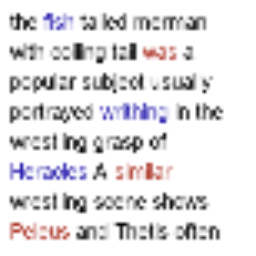 the fish tailed merman
with coiling tail was a
popular subject usually
portrayed writhing in the
wrestling grasp of
Heracles A similar
wrestling scene shows
Peleus and Thetis often